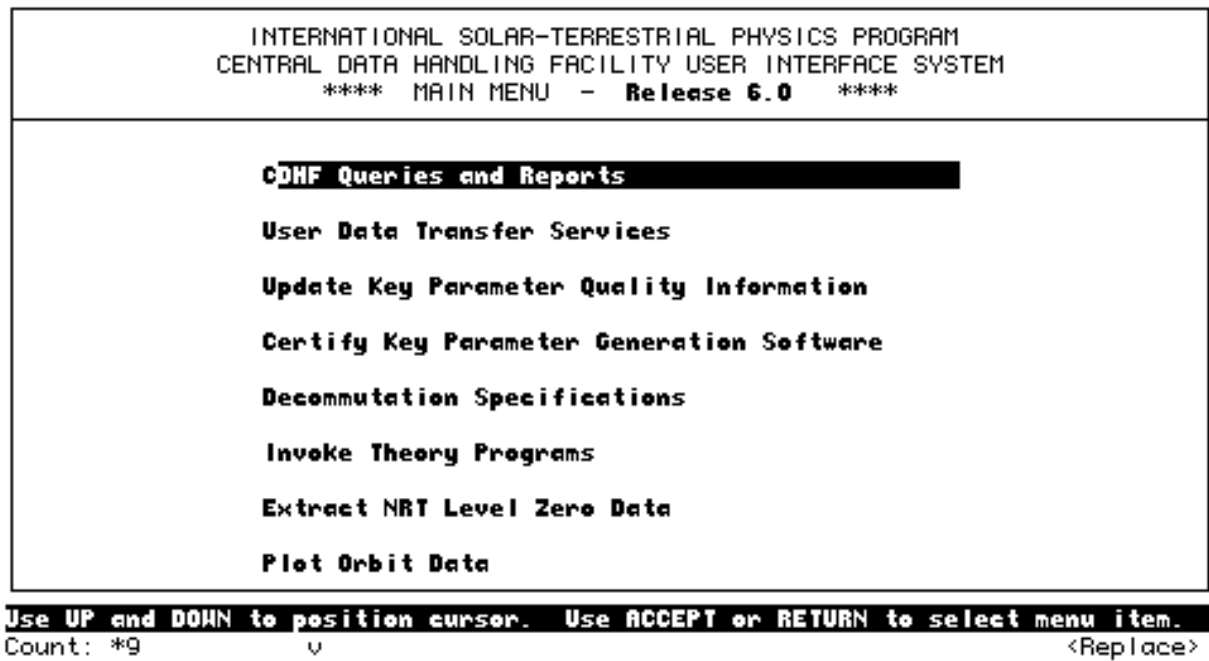 INTERNATIONAL SOLAR-TERRESTRIAL PHYSICS PROGRAM
CENTRAL DATA HANDLING FACILITY USER INTERFACE SYSTEM
**** MAIN MENU - Release 6.0 ****
CDHF Queries and Reports
User Data Transfer Services
Update Key Parameter Quality Information
Certify Key Parameter Generation Software
Decommutation Specifications
Invoke Theory Programs
Extract NRT Level Zero Data
Plot Orbit Data
Use UP and DOWN to position cursor. Use ACCEPT or RETURN to select menu item.
Count: *9 v <Replace>